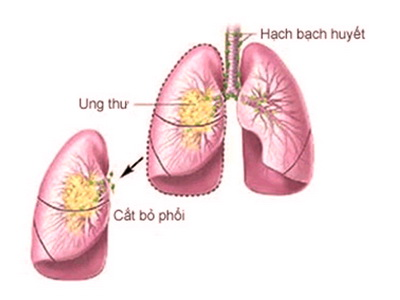 Hạch bạch huyết
Ung thư
Cắt bỏ phổi